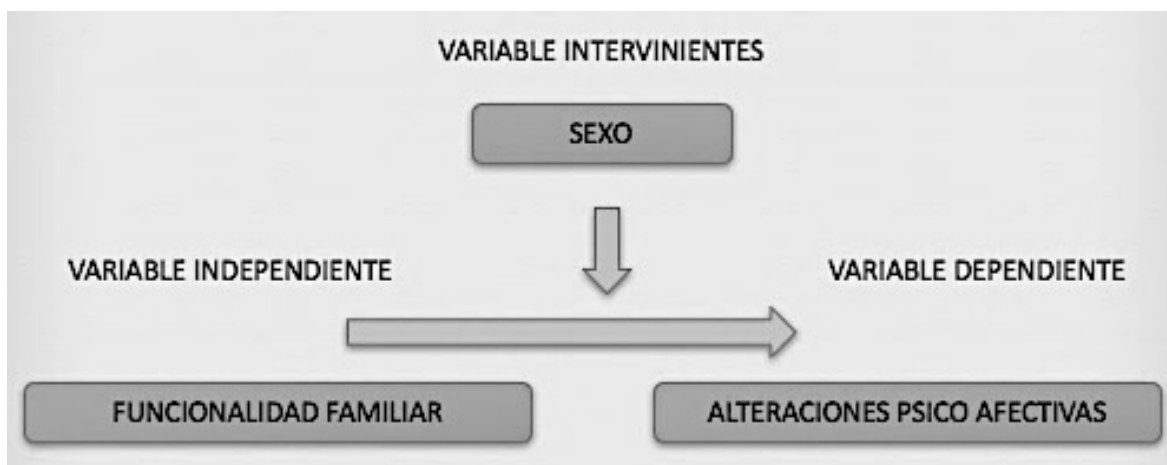 VARIABLE INTERVINIENTES
SEXO
VARIABLE INDEPENDIENTE
VARIABLE DEPENDIENTE
FUNCIONALIDAD FAMILIAR
ALTERACIONES PSICO AFECTIVAS